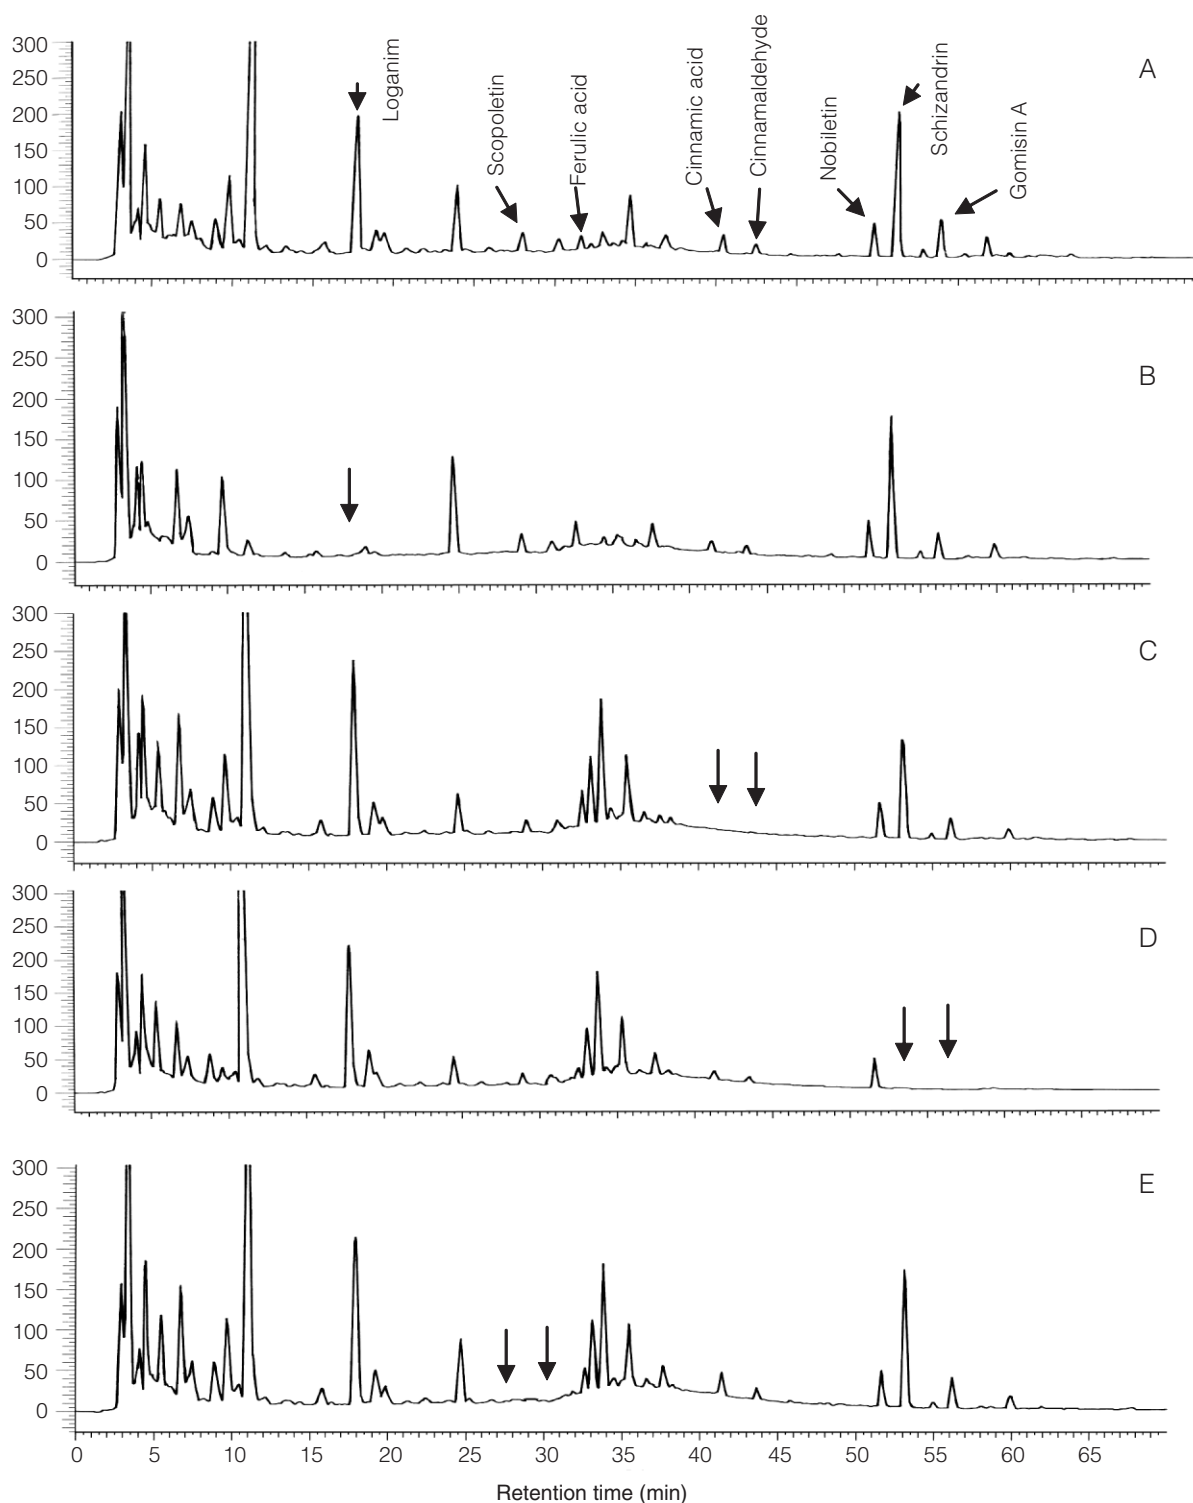 300
250
200
150
100
50
0
Loganim
Scopoletin
Ferulic acid
Cinnamic acid
Cinnamaldehyde
Nobiletin
Schizandrin
Gomisin A
A
300
250
200
150
100
50
0
B
300
250
200
150
100
50
0
C
300
250
200
150
100
50
0
D
300
250
200
150
100
50
0
E
0 5 10 15 20 25 30 35 40 45 50 55 60 65
Retention time (min)